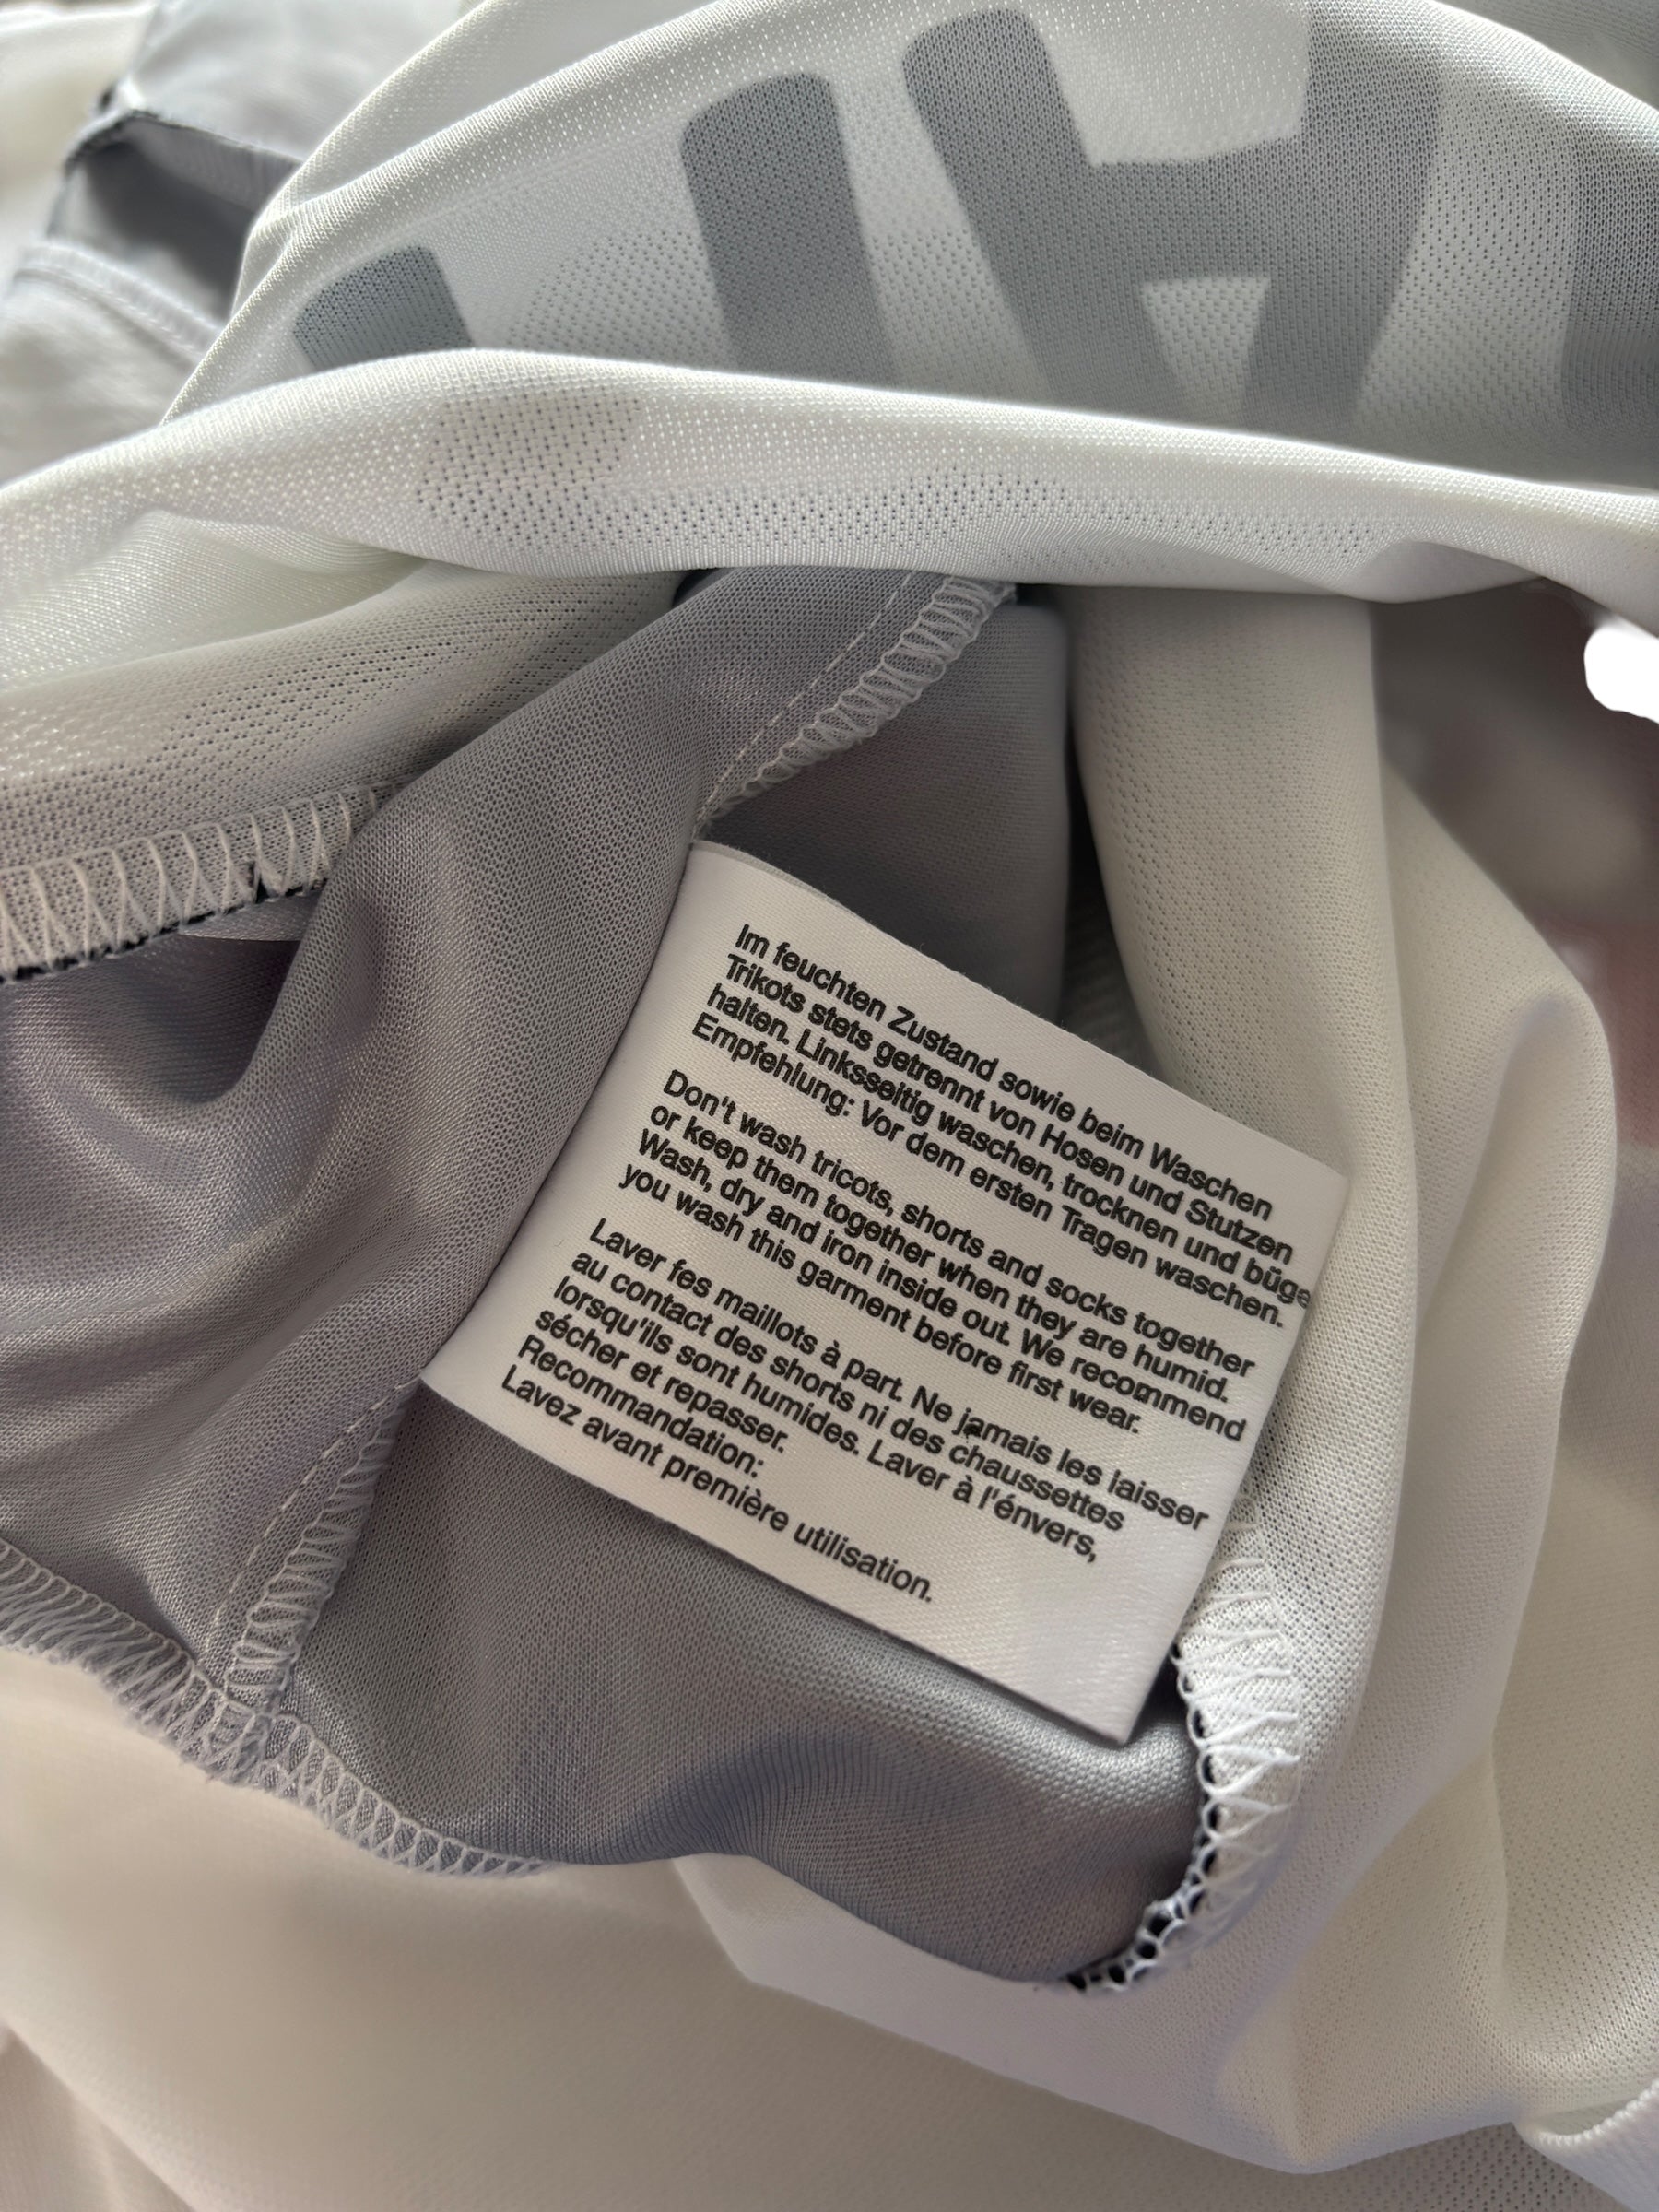 Im feuchten Zustand sowie beim Waschen
Trikots stets getrennt von Hosen und Stutzen
halten. Linksseitig waschen, trocknen und büge
Empfehlung: Vor dem ersten Tragen waschen.
Don't wash tricots, shorts and socks together
or keep them together when they are humid.
Wash, dry and iron inside out. We recommend
you wash this garment before first wear.
Laver fes maillots à part. Ne jamais les laisser
au contact des shorts ni des chaussettes
lorsqu'ils sont humides. Laver à l'énvers,
sécher et repasser.
Recommandation:
Lavez avant première utilisation.